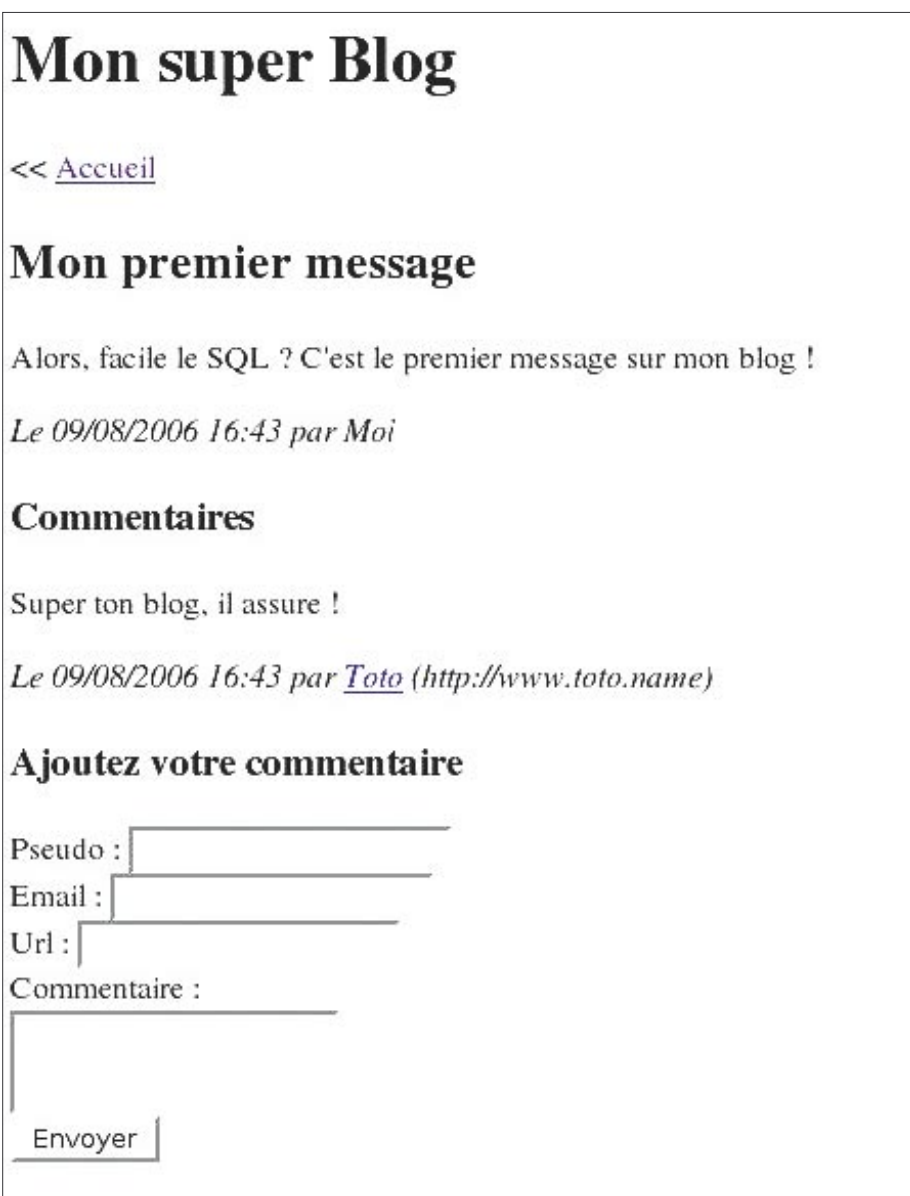 Mon super Blog
<< Accueil
Mon premier message
Alors, facile le SQL ? C'est le premier message sur mon blog !
Le 09/08/2006 16:43 par Moi
Commentaires
Super ton blog, il assure !
Le 09/08/2006 16:43 par Toto (http://www.toto.name)
Ajoutez votre commentaire
Pseudo :
Email :
Url :
Commentaire :
Envoyer